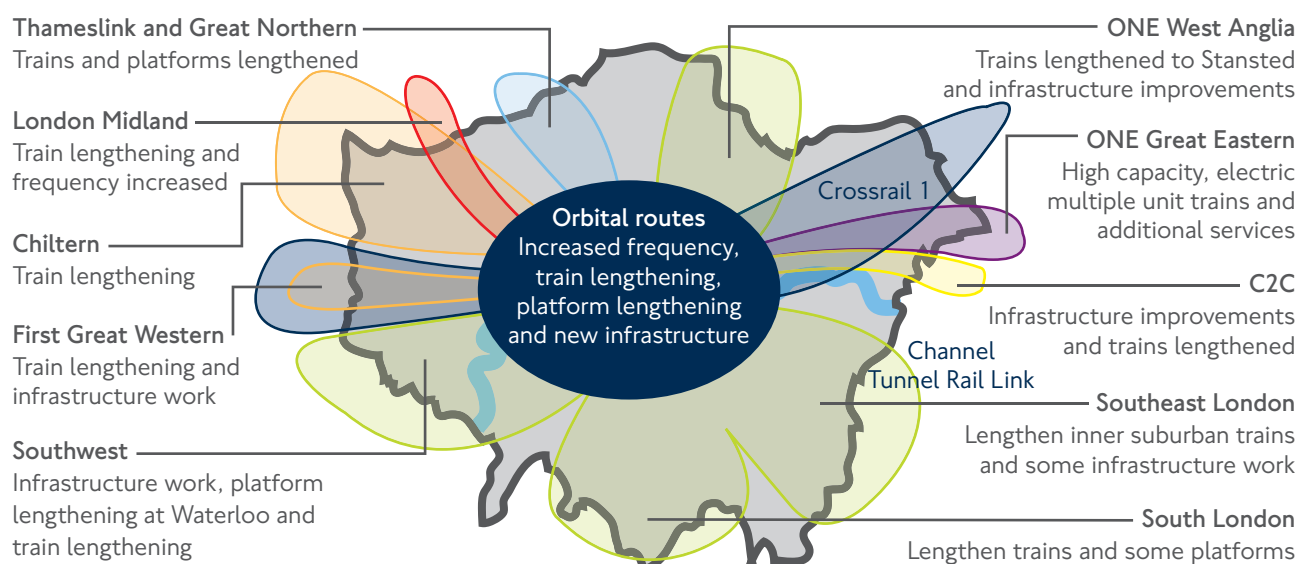 Thameslink and Great Northern
Trains and platforms lengthened
London Midland
Train lengthening and
frequency increased
Chiltern
Train lengthening
First Great Western
Train lengthening and
infrastructure work
Southwest
Infrastructure work, platform
lengthening at Waterloo and
train lengthening
Orbital routes
Increased frequency,
train lengthening,
platform lengthening
and new infrastructure
Crossrail 1
Channel
Tunnel Rail Link
ONE West Anglia
Trains lengthened to Stansted
and infrastructure improvements
ONE Great Eastern
High capacity, electric
multiple unit trains and
additional services
C2C
Infrastructure improvements
and trains lengthened
Southeast London
Lengthen inner suburban trains
and some infrastructure work
South London
Lengthen trains and some platforms